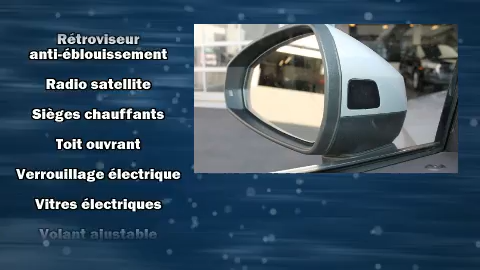 Rétroviseur
anti-éblouissement
Radio satellite
Sièges chauffants
Toit ouvrant
Verrouillage électrique
Vitres électriques
Volant ajustable